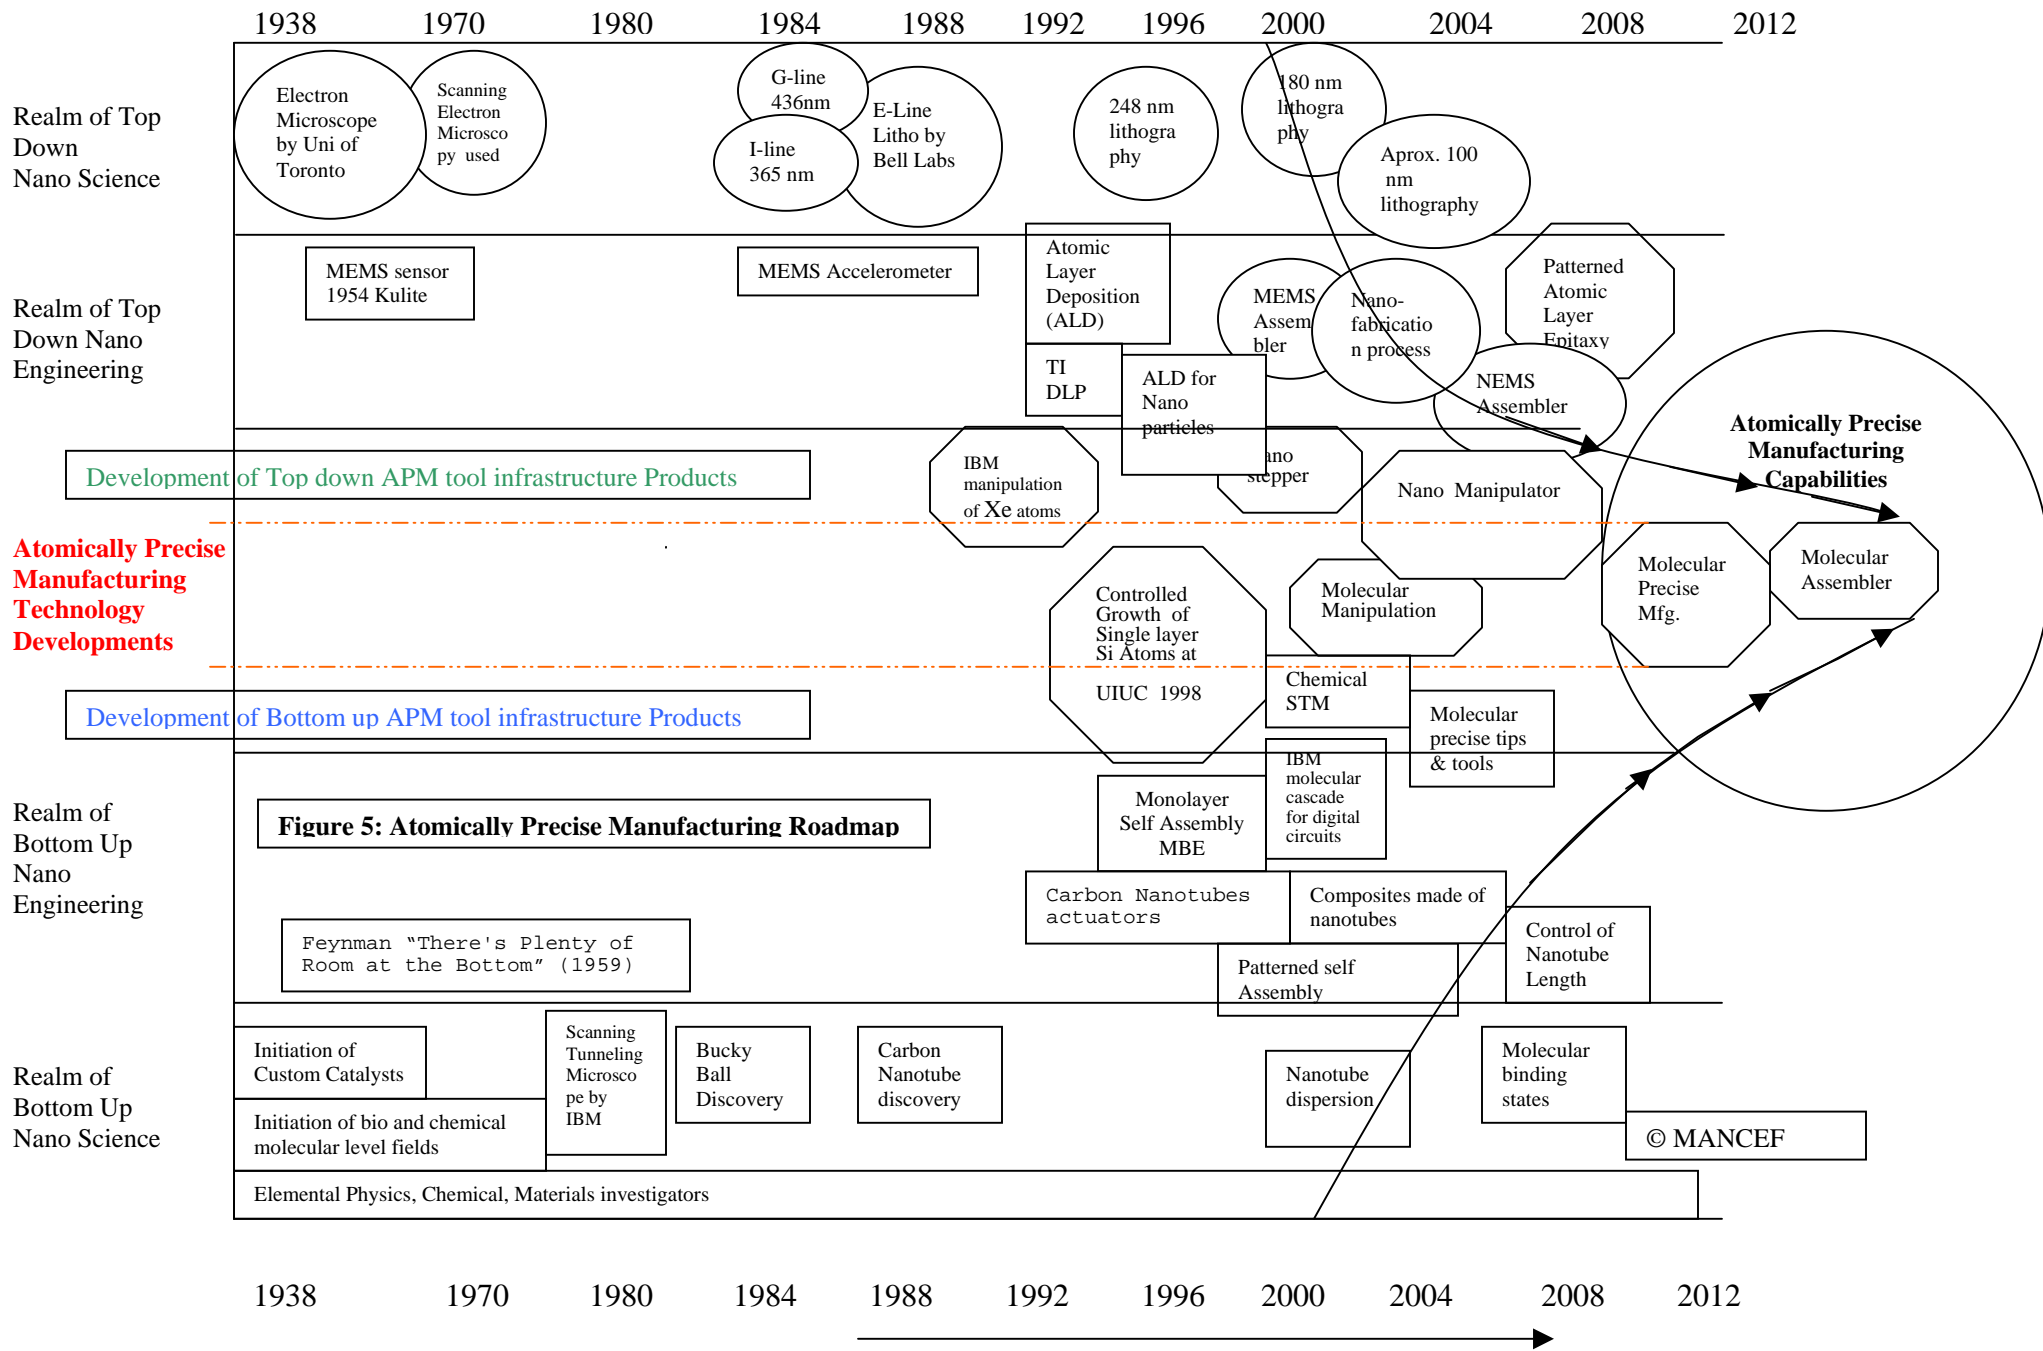 1938 1970 1980 1984 1988 1992 1996 2000 2004 2008 2012
Realm of Top
Down
Nano Science
Electron
Microscope
by Uni of
Toronto
Scanning
Electron
Microsco
py used
G-line
436nm
I-line
365 nm
E-Line
Litho by
Bell Labs
248 nm
lithogra
phy
180 nm
lithogra
phy
Aprox. 100
nm
lithography
Realm of Top
Down Nano
Engineering
MEMS sensor
1954 Kulite
MEMS Accelerometer
Atomic
Layer
Deposition
(ALD)
TI
DLP
ALD for
Nano
particles
MEMS
Assem
bler
Nano-
fabricatio
n process
Patterned
Atomic
Layer
Epitaxy
NEMS
Assembler
Atomically Precise
Manufacturing
Capabilities
Development of Top down APM tool infrastructure Products
IBM
manipulation
of Xe atoms
ano
stepper
Nano Manipulator
Atomically Precise
Manufacturing
Technology
Developments
Controlled
Growth of
Single layer
Si Atoms at
UIUC 1998
Molecular
Manipulation
Molecular
Precise
Mfg.
Molecular
Assembler
Development of Bottom up APM tool infrastructure Products
Chemical
STM
Molecular
precise tips
& tools
Realm of
Bottom Up
Nano
Engineering
Figure 5: Atomically Precise Manufacturing Roadmap
Monolayer
Self Assembly
MBE
IBM
molecular
cascade
for digital
circuits
Carbon Nanotubes
actuators
Composites made of
nanotubes
Feynman “There's Plenty of
Room at the Bottom” (1959)
Patterned self
Assembly
Control of
Nanotube
Length
Realm of
Bottom Up
Nano Science
Initiation of
Custom Catalysts
Initiation of bio and chemical
molecular level fields
Scanning
Tunneling
Microsco
pe by
IBM
Bucky
Ball
Discovery
Carbon
Nanotube
discovery
Nanotube
dispersion
Molecular
binding
states
© MANCEF
Elemental Physics, Chemical, Materials investigators
1938 1970 1980 1984 1988 1992 1996 2000 2004 2008 2012